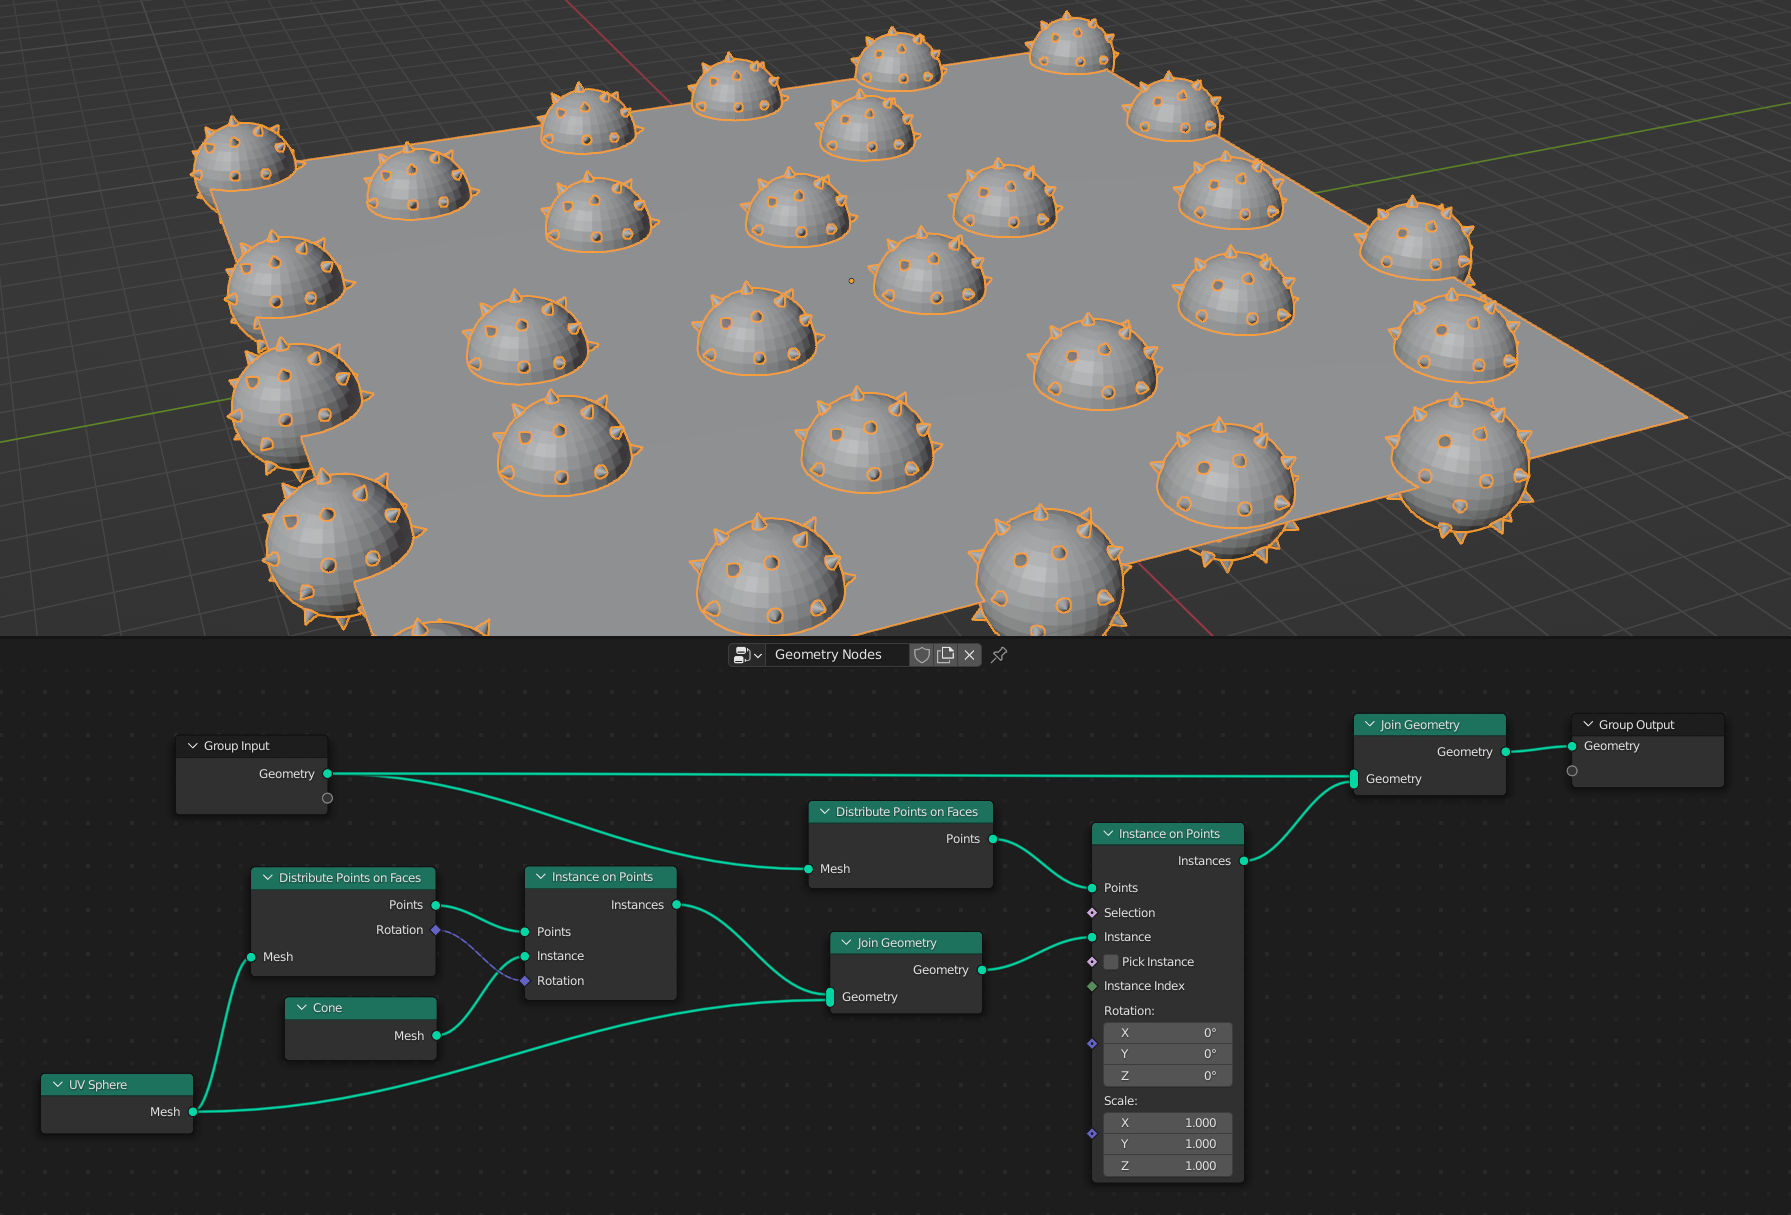 Geometry Nodes
Group Input
Geometry
Distribute Points on Faces
Points
Rotation
Mesh
Cone
Mesh
UV Sphere
Mesh
Instance on Points
Instances
Points
Instance
Rotation
Distribute Points on Faces
Points
Mesh
Join Geometry
Geometry
Geometry
Instance on Points
Instances
Points
Selection
Instance
Pick Instance
Instance Index
Rotation:
X 0°
Y 0°
Z 0°
Scale:
X 1.000
Y 1.000
Z 1.000
Join Geometry
Geometry
Geometry
Group Output
Geometry